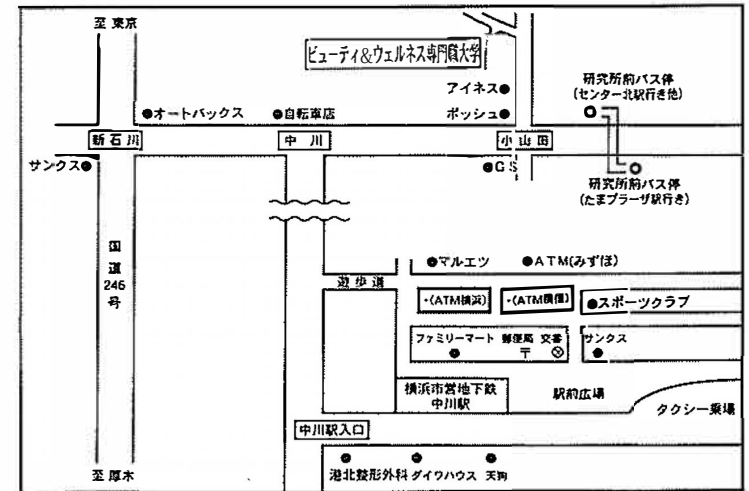 至 東京
ビューティ&ウェルネス専門職大学
アイネス
研究所前バス停
(センター北駅行き他)
オートバックス
自転車店
ボッシュ
新石川
中川
小山田
サンクス
GS
研究所前バス停
(たまプラーザ駅行き)
国道246号
マルエツ
ATM(みずほ)
遊歩道
・(ATM横浜)
・(ATM横信)
スポーツクラブ
ファミリーマート
郵便局
交番
サンクス
〒
横浜市営地下鉄
中川駅
駅前広場
タクシー乗場
中川駅入口
至 厚木
港北整形外科
ダイワハウス
天狗